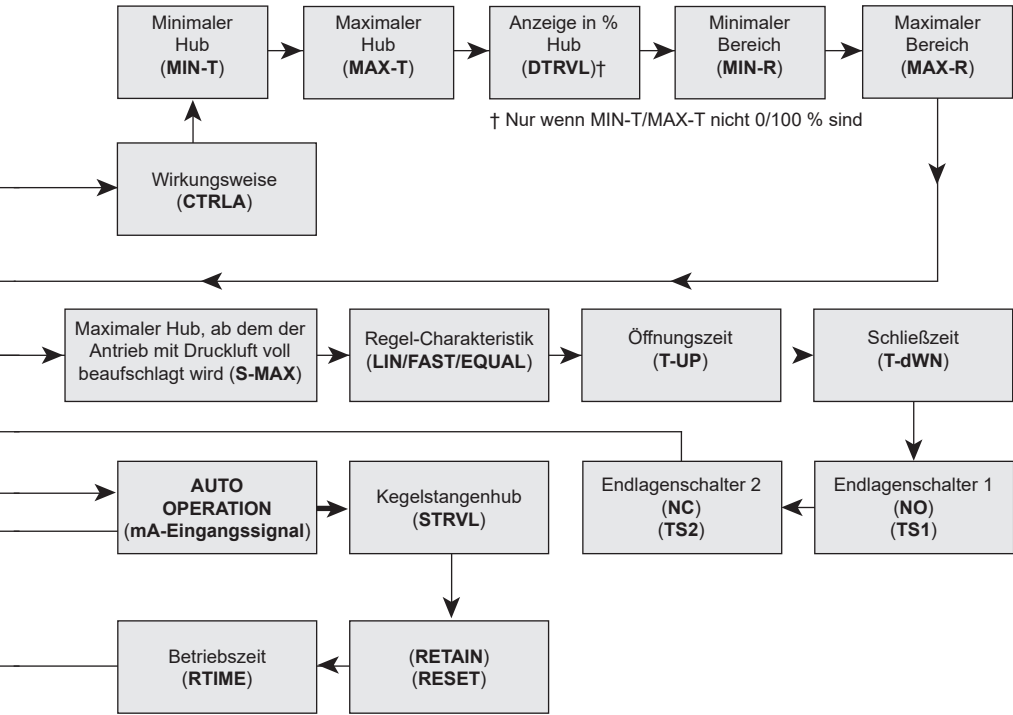 Minimaler
Hub
(MIN-T)
Maximaler
Hub
(MAX-T)
Anzeige in %
Hub
(DTRVL)†
Minimaler
Bereich
(MIN-R)
Maximaler
Bereich
(MAX-R)
† Nur wenn MIN-T/MAX-T nicht 0/100 % sind
Wirkungsweise
(CTRLA)
Maximaler Hub, ab dem der
Antrieb mit Druckluft voll
beaufschlagt wird (S-MAX)
Regel-Charakteristik
(LIN/FAST/EQUAL)
Öffnungszeit
(T-UP)
Schließzeit
(T-dWN)
AUTO
OPERATION
(mA-Eingangssignal)
Kegelstangenhub
(STRVL)
Endlagenschalter 2
(NC)
(TS2)
Endlagenschalter 1
(NO)
(TS1)
Betriebszeit
(RTIME)
(RETAIN)
(RESET)